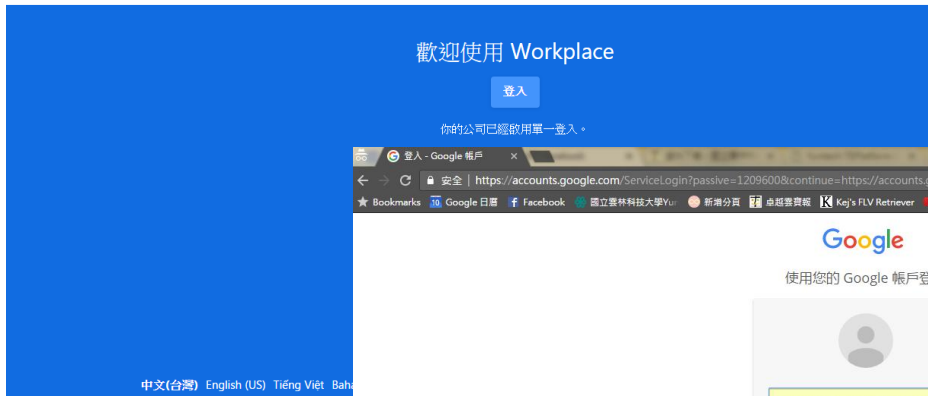 歡迎使用 Workplace
登入
你的公司已經啟用單一登入。
登入 - Google 帳戶
安全 | https://accounts.google.com/ServiceLogin?passive=1209600&continue=https://accounts.g
Bookmarks Google 日曆 Facebook 國立雲林科技大學Yun 新增分頁 卓越雲費報 Kej's FLV Retriever
Google
使用您的 Google 帳戶登
中文(台灣) English (US) Tiếng Việt Baha